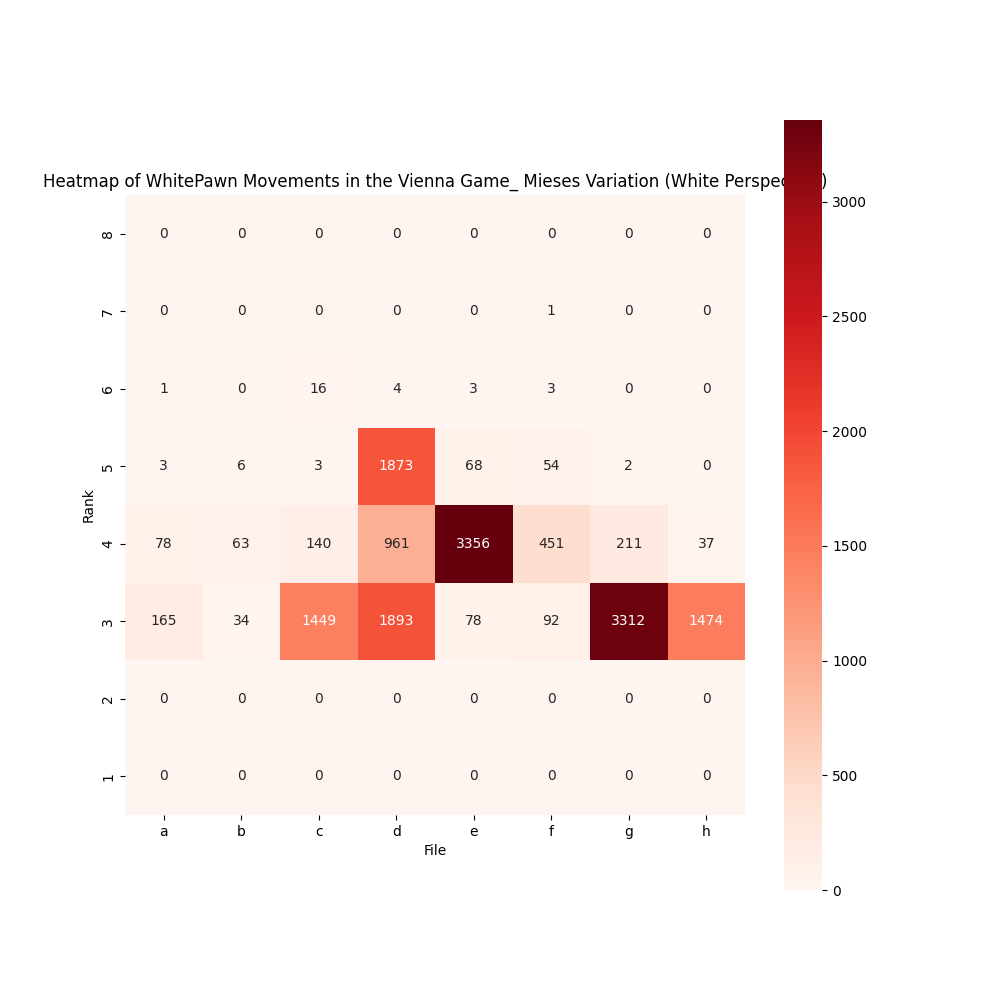 Heatmap of WhitePawn Movements in the Vienna Game_ Mieses Variation (White Perspec )
8 0 0 0 0 0 0 0 0
7 0 0 0 0 0 1 0 0
6 1 0 16 4 3 3 0 0
5 3 6 3 1873 68 54 2 0
4 78 63 140 961 3356 451 211 37
3 165 34 1449 1893 78 92 3312 1474
2 0 0 0 0 0 0 0 0
1 0 0 0 0 0 0 0 0
a b c d e f g h
File
Rank
3000
2500
2000
1500
1000
500
0